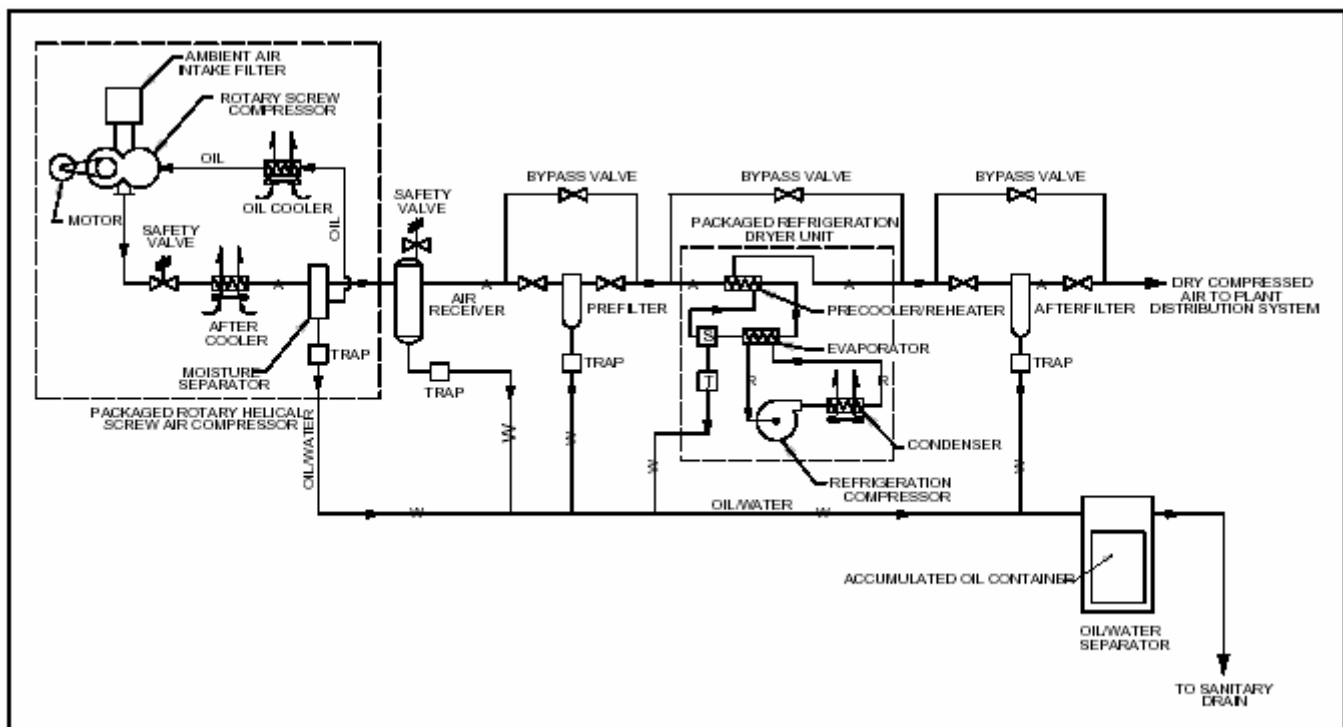 AMBIENT AIR
INTAKE FILTER
ROTARY SCREW
COMPRESSOR
OIL
OIL COOLER
OIL
MOTOR
SAFETY
VALVE
AFTER
COOLER
A
TRAP
MOISTURE
SEPARATOR
PACKAGED ROTARY HELICAL
SCREW AIR COMPRESSOR
OIL/WATER
SAFETY
VALVE
AIR
RECEIVER
A
TRAP
W
BYPASS VALVE
PREFILTER
TRAP
W
BYPASS VALVE
PACKAGED REFRIGERATION
DRYER UNIT
A
A
PRECOOLER/REHEATER
S
EVAPORATOR
T
R
R
CONDENSER
REFRIGERATION
COMPRESSOR
W
BYPASS VALVE
A
AFTERFILTER
A
TRAP
W
DRY COMPRESSED
AIR TO PLANT
DISTRIBUTION SYSTEM
W
OIL/WATER
W
ACCUMULATED OIL CONTAINER
OIL/WATER
SEPARATOR
TO SANITARY
DRAIN